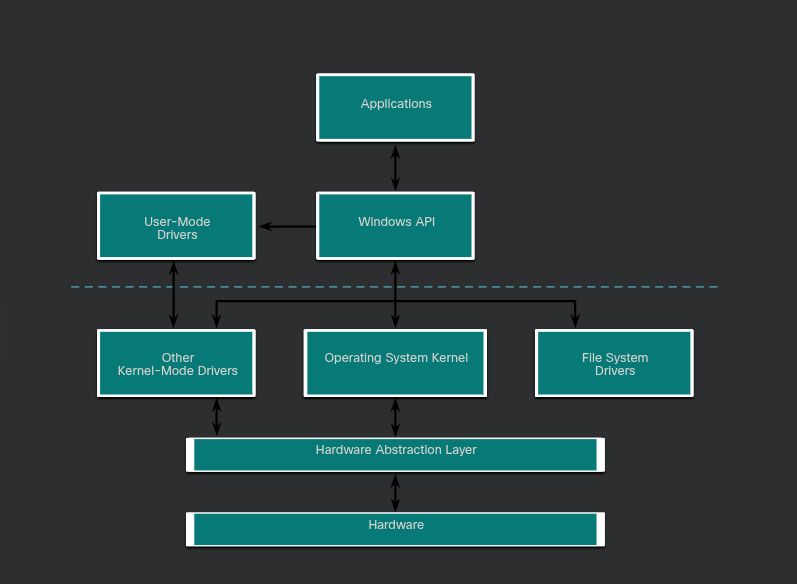 Applications
User-Mode
Drivers
Windows API
Other
Kernel-Mode Drivers
Operating System Kernel
File System
Drivers
Hardware Abstraction Layer
Hardware